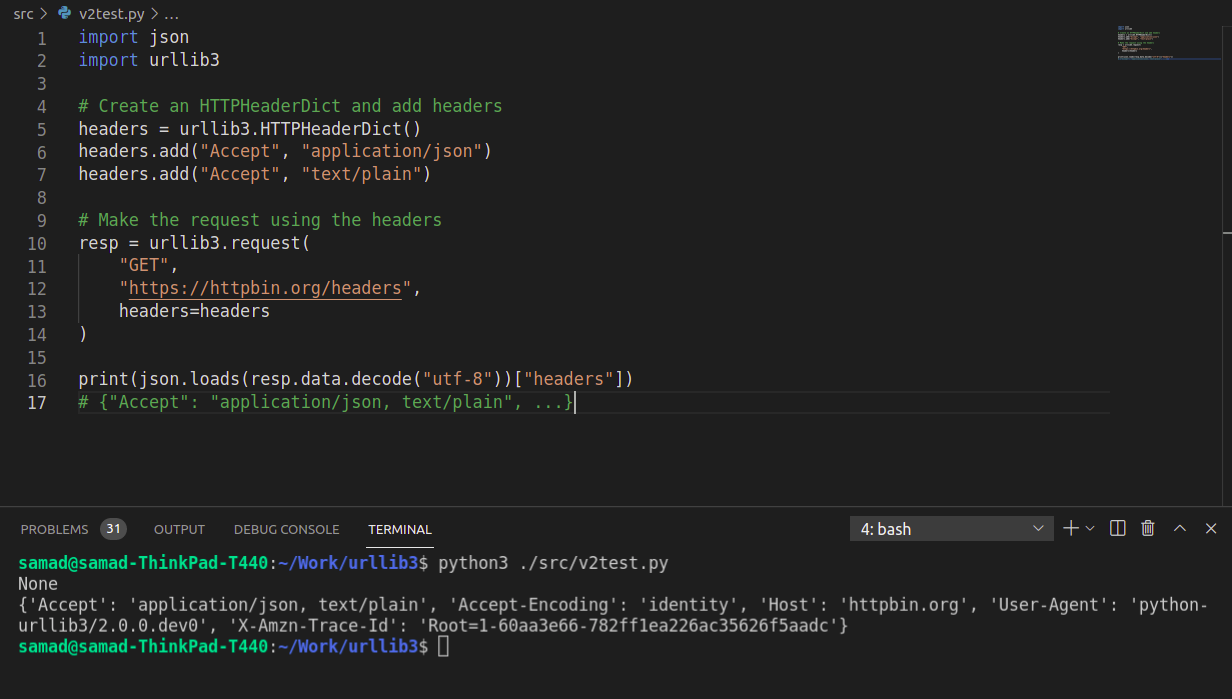 src > v2test.py > ...
1 import json
2 import urllib3
3
4 # Create an HTTPHeaderDict and add headers
5 headers = urllib3.HTTPHeaderDict()
6 headers.add("Accept", "application/json")
7 headers.add("Accept", "text/plain")
8
9 # Make the request using the headers
10 resp = urllib3.request(
11     "GET",
12     "https://httpbin.org/headers",
13     headers=headers
14 )
15
16 print(json.loads(resp.data.decode("utf-8"))["headers"])
17 # {"Accept": "application/json, text/plain", ...}
PROBLEMS 31 OUTPUT DEBUG CONSOLE TERMINAL 4: bash
samad@samad-ThinkPad-T440:~/Work/urllib3$ python3 ./src/v2test.py
None
{'Accept': 'application/json, text/plain', 'Accept-Encoding': 'identity', 'Host': 'httpbin.org', 'User-Agent': 'python-
urllib3/2.0.0.dev0', 'X-Amzn-Trace-Id': 'Root=1-60aa3e66-782ff1ea226ac35626f5aadc'}
samad@samad-ThinkPad-T440:~/Work/urllib3$